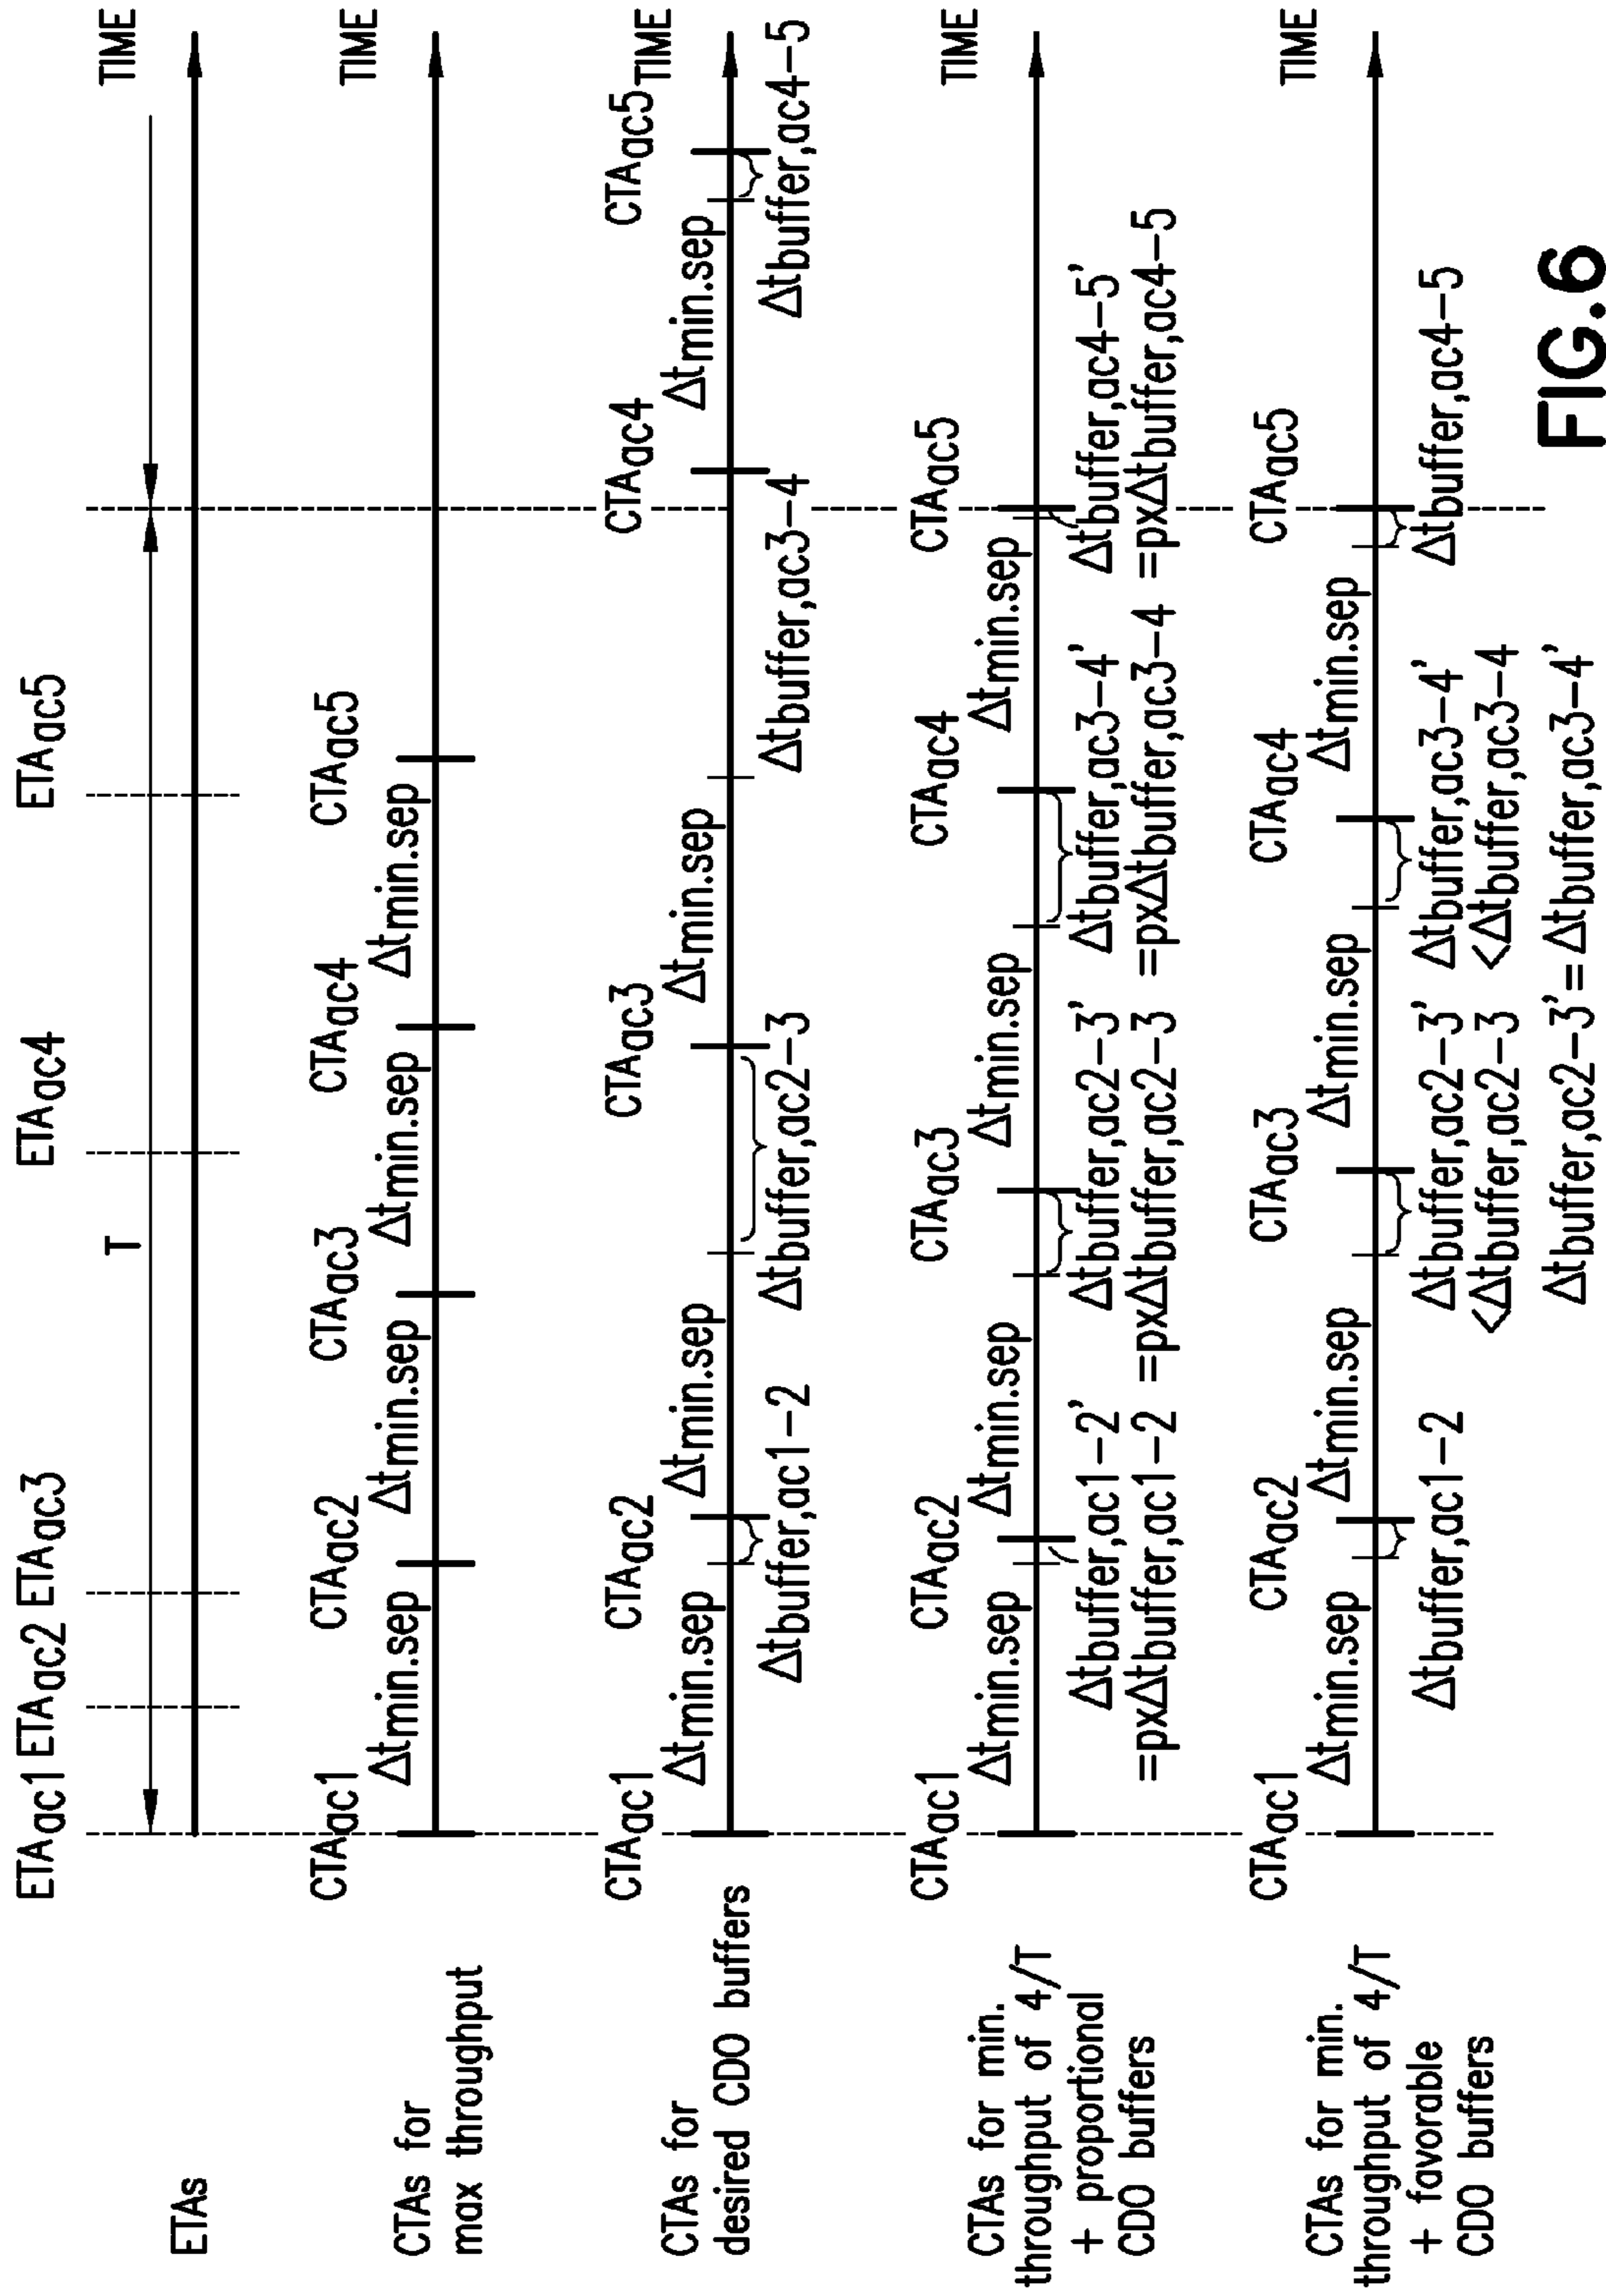 ETAs
ETAac1 ETAac2 ETAac3 ETAac4 ETAac5
T
TIME
CTAs for
max throughput
CTAac1 CTAac2 CTAac3 CTAac4 CTAac5
Δtmin.sep Δtmin.sep Δtmin.sep Δtmin.sep
TIME
CTAs for
desired CDO buffers
CTAac1 CTAac2 CTAac3 CTAac4 CTAac5
Δtmin.sep Δtmin.sep Δtmin.sep Δtmin.sep
TIME
Δtbuffer,ac1-2 Δtbuffer,ac2-3 Δtbuffer,ac3-4 Δtbuffer,ac4-5
CTAs for min.
throughput of 4/T
+ proportional
CDO buffers
CTAac1 CTAac2 CTAac3 CTAac4 CTAac5
Δtmin.sep Δtmin.sep Δtmin.sep Δtmin.sep
TIME
Δtbuffer,ac1-2' Δtbuffer,ac2-3' Δtbuffer,ac3-4' Δtbuffer,ac4-5'
=pxΔtbuffer,ac1-2 =pxΔtbuffer,ac2-3 =pxΔtbuffer,ac3-4 =pxΔtbuffer,ac4-5
CTAs for min.
throughput of 4/T
+ favorable
CDO buffers
CTAac1 CTAac2 CTAac3 CTAac4 CTAac5
Δtmin.sep Δtmin.sep Δtmin.sep Δtmin.sep
TIME
Δtbuffer,ac1-2 Δtbuffer,ac2-3' Δtbuffer,ac3-4' Δtbuffer,ac4-5
<Δtbuffer,ac2-3 <Δtbuffer,ac3-4
Δtbuffer,ac2-3'=Δtbuffer,ac3-4'
FIG.6